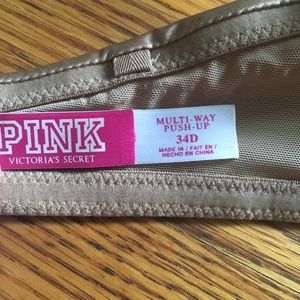 PINK
VICTORIA'S SECRET
MULTI-WAY
PUSH-UP
34D
MADE IN / FAIT EN /
HECHO EN CHINA